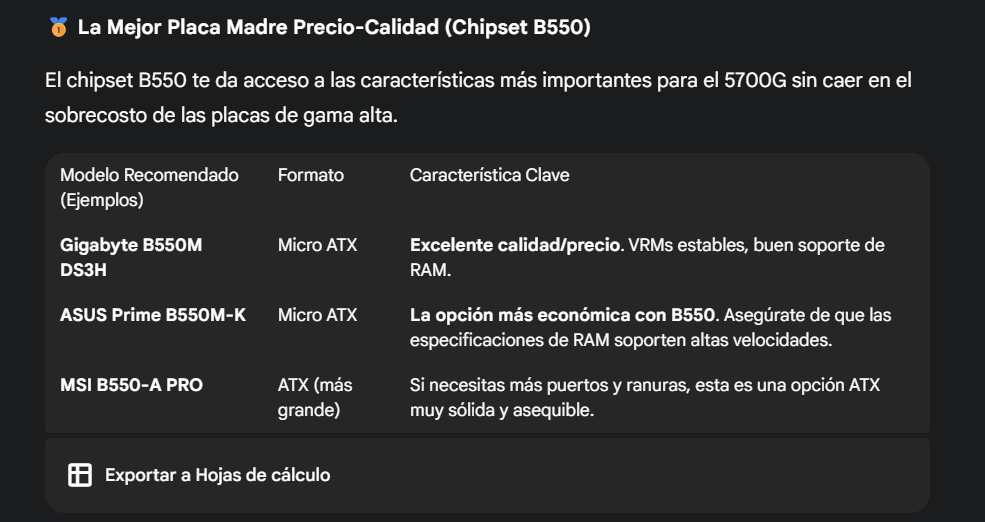 🥇 La Mejor Placa Madre Precio-Calidad (Chipset B550)
El chipset B550 te da acceso a las características más importantes para el 5700G sin caer en el
sobrecosto de las placas de gama alta.
Modelo Recomendado
(Ejemplos)
Formato
Característica Clave
Gigabyte B550M
DS3H
Micro ATX
Excelente calidad/precio. VRMs estables, buen soporte de
RAM.
ASUS Prime B550M-K
Micro ATX
La opción más económica con B550. Asegúrate de que las
especificaciones de RAM soporten altas velocidades.
MSI B550-A PRO
ATX (más
grande)
Si necesitas más puertos y ranuras, esta es una opción ATX
muy sólida y asequible.
Exportar a Hojas de cálculo